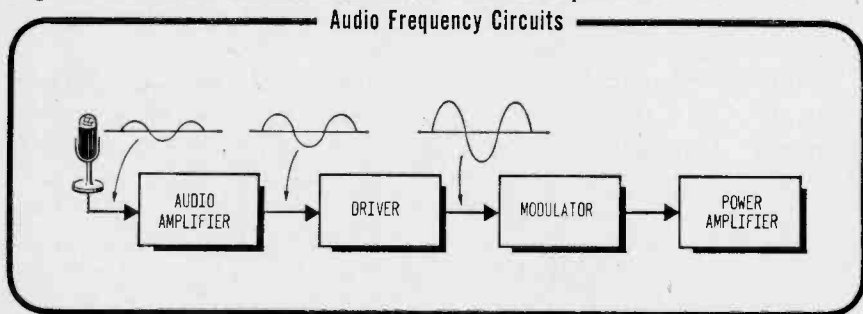 Audio Frequency Circuits
AUDIO
AMPLIFIER
DRIVER
MODULATOR
POWER
AMPLIFIER